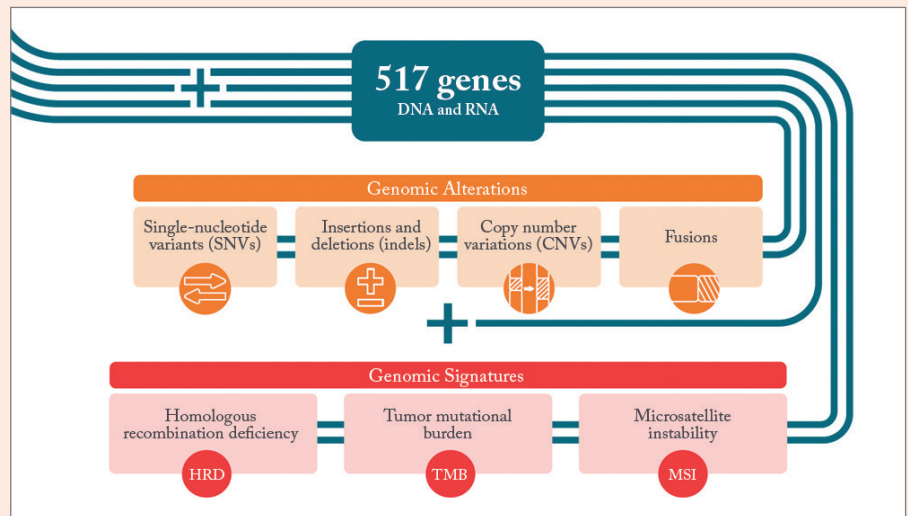 517 genes
DNA and RNA
Genomic Alterations
Single-nucleotide
variants (SNVs)
Insertions and
deletions (indels)
Copy number
variations (CNVs)
Fusions
Genomic Signatures
Homologous
recombination deficiency
HRD
Tumor mutational
burden
TMB
Microsatellite
instability
MSI